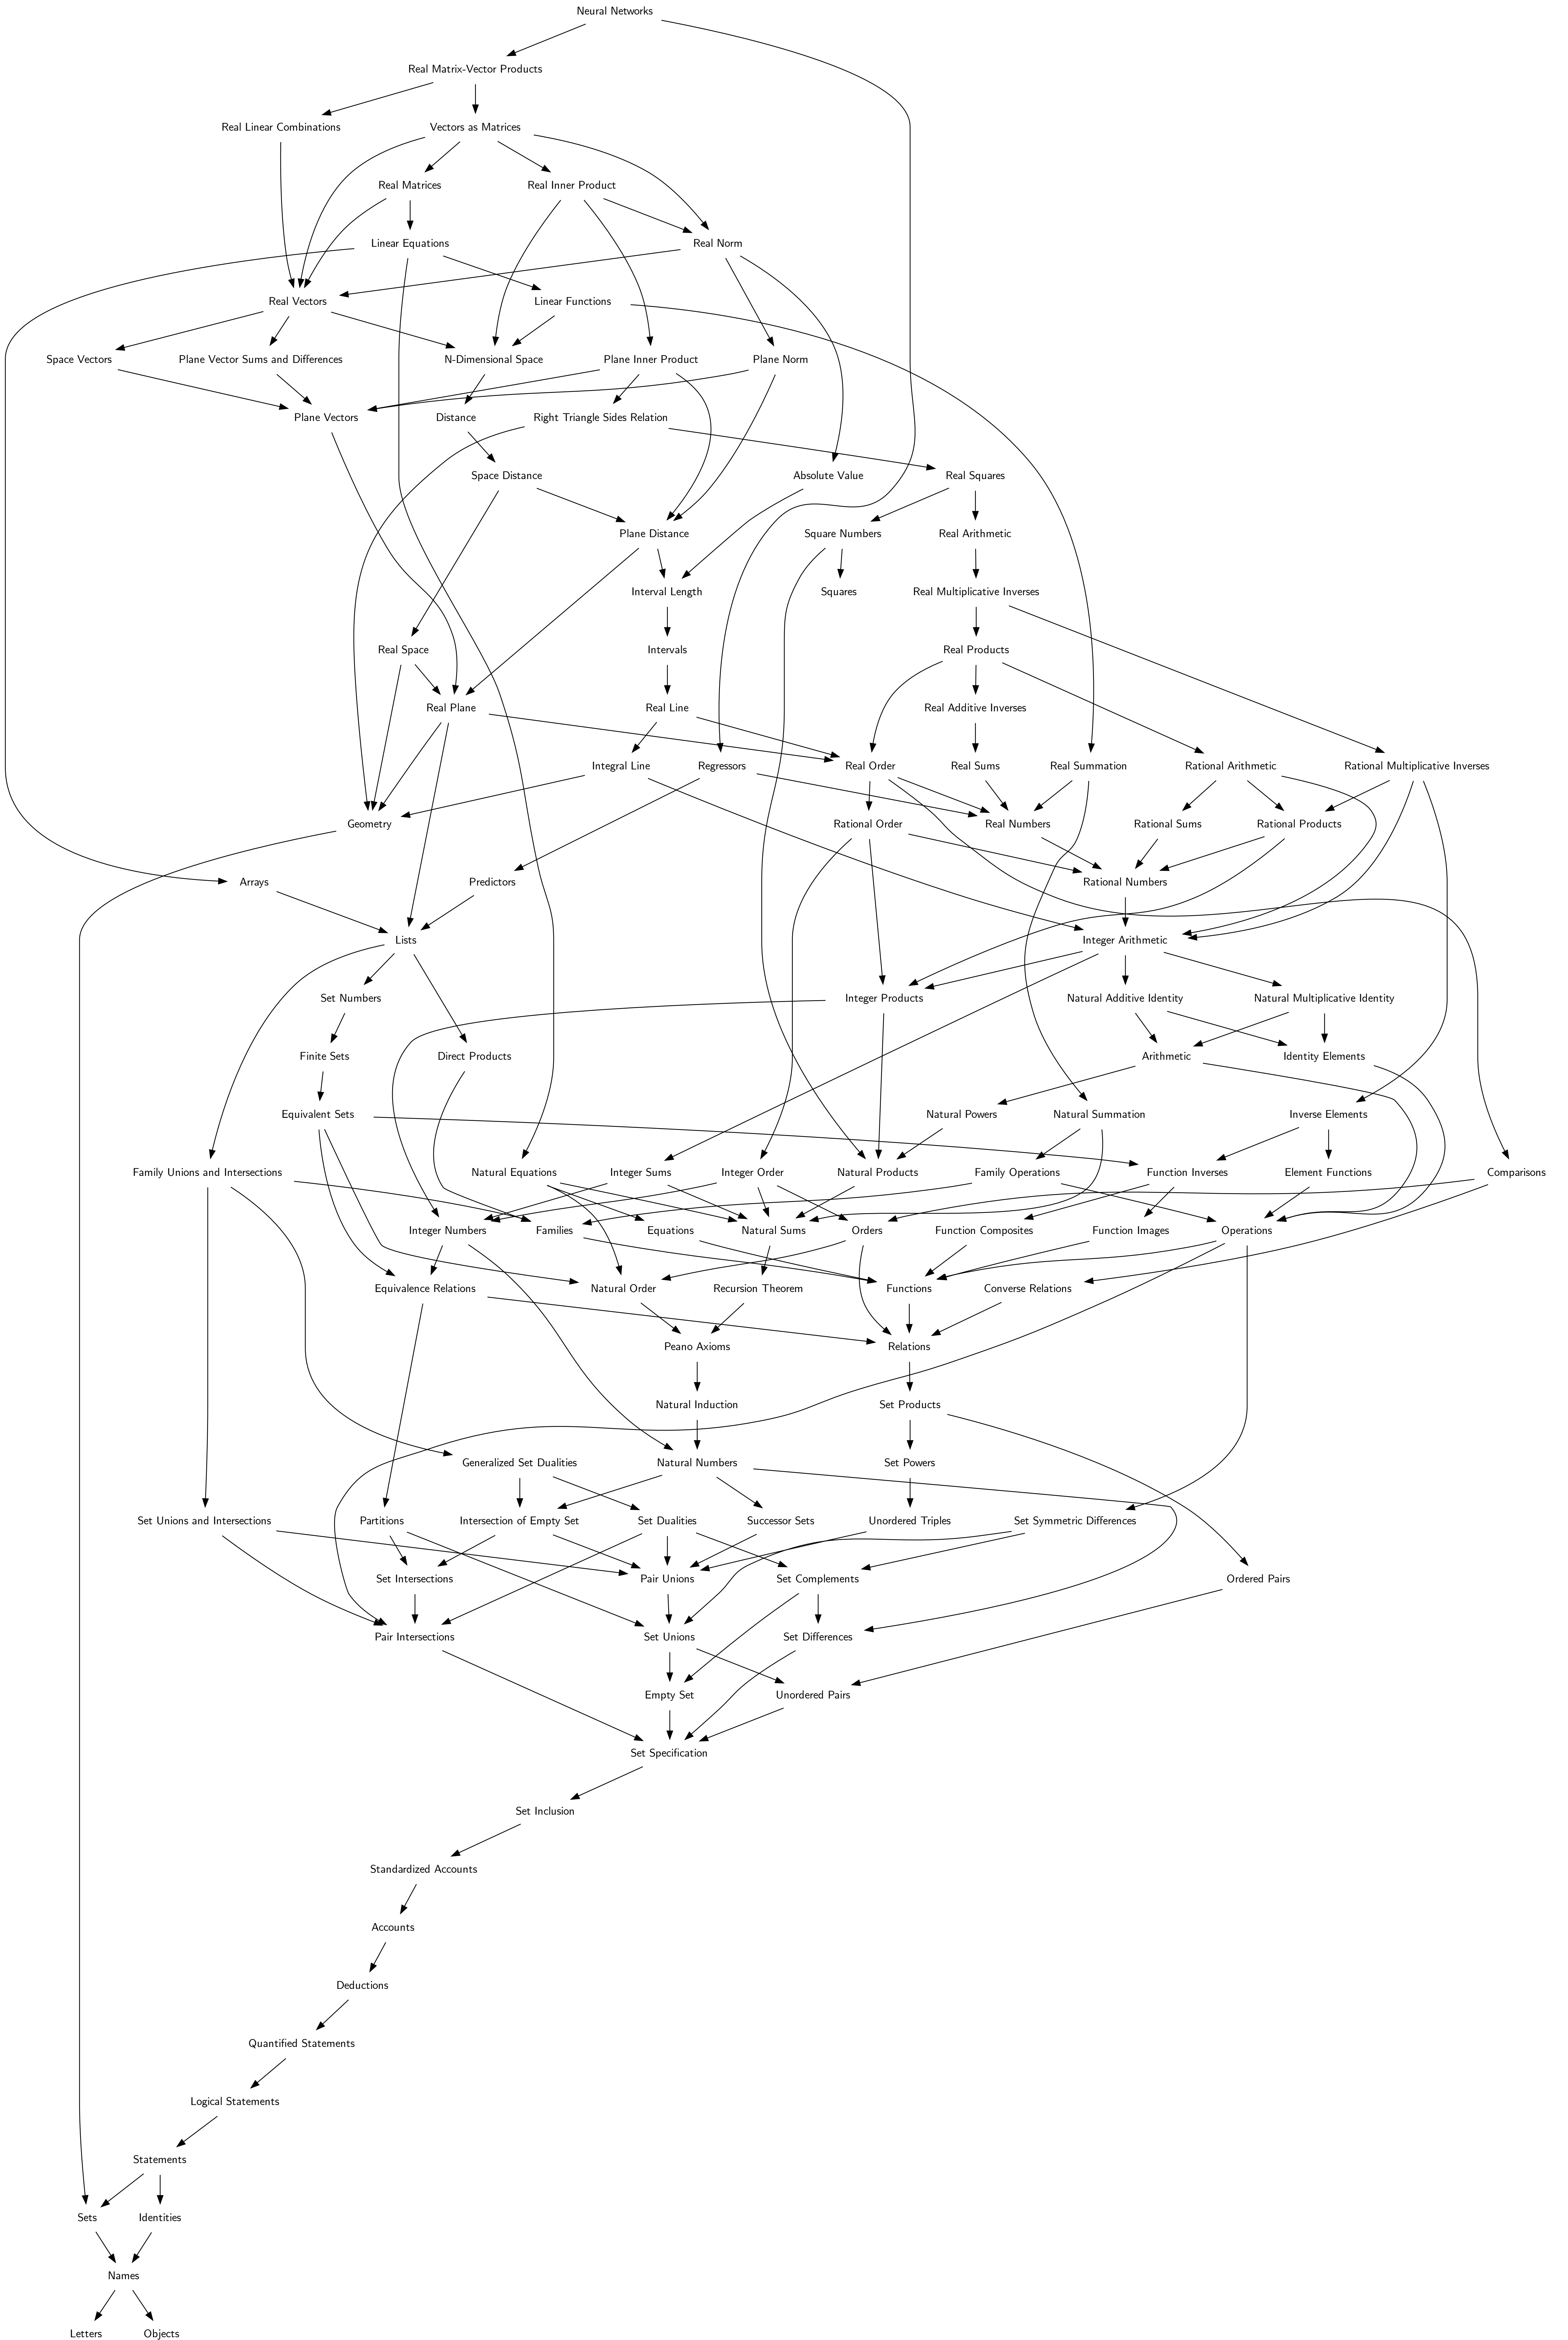 Neural Networks
Real Matrix-Vector Products
Real Linear Combinations
Vectors as Matrices
Real Matrices
Real Inner Product
Linear Equations
Real Norm
Real Vectors
Linear Functions
Space Vectors
Plane Vector Sums and Differences
N-Dimensional Space
Plane Inner Product
Plane Norm
Plane Vectors
Distance
Right Triangle Sides Relation
Space Distance
Absolute Value
Real Squares
Plane Distance
Square Numbers
Real Arithmetic
Interval Length
Squares
Real Multiplicative Inverses
Real Space
Intervals
Real Products
Real Plane
Real Line
Real Additive Inverses
Integral Line
Regressors
Real Order
Real Sums
Real Summation
Rational Arithmetic
Rational Multiplicative Inverses
Geometry
Rational Order
Real Numbers
Rational Sums
Rational Products
Arrays
Predictors
Rational Numbers
Lists
Integer Arithmetic
Set Numbers
Integer Products
Natural Additive Identity
Natural Multiplicative Identity
Finite Sets
Direct Products
Arithmetic
Identity Elements
Equivalent Sets
Natural Powers
Natural Summation
Inverse Elements
Family Unions and Intersections
Natural Equations
Integer Sums
Integer Order
Natural Products
Family Operations
Function Inverses
Element Functions
Comparisons
Integer Numbers
Families
Equations
Natural Sums
Orders
Function Composites
Function Images
Operations
Equivalence Relations
Natural Order
Recursion Theorem
Functions
Converse Relations
Peano Axioms
Relations
Natural Induction
Set Products
Generalized Set Dualities
Natural Numbers
Set Powers
Set Unions and Intersections
Partitions
Intersection of Empty Set
Set Dualities
Successor Sets
Unordered Triples
Set Symmetric Differences
Set Intersections
Pair Unions
Set Complements
Ordered Pairs
Pair Intersections
Set Unions
Set Differences
Empty Set
Unordered Pairs
Set Specification
Set Inclusion
Standardized Accounts
Accounts
Deductions
Quantified Statements
Logical Statements
Statements
Sets
Identities
Names
Letters
Objects